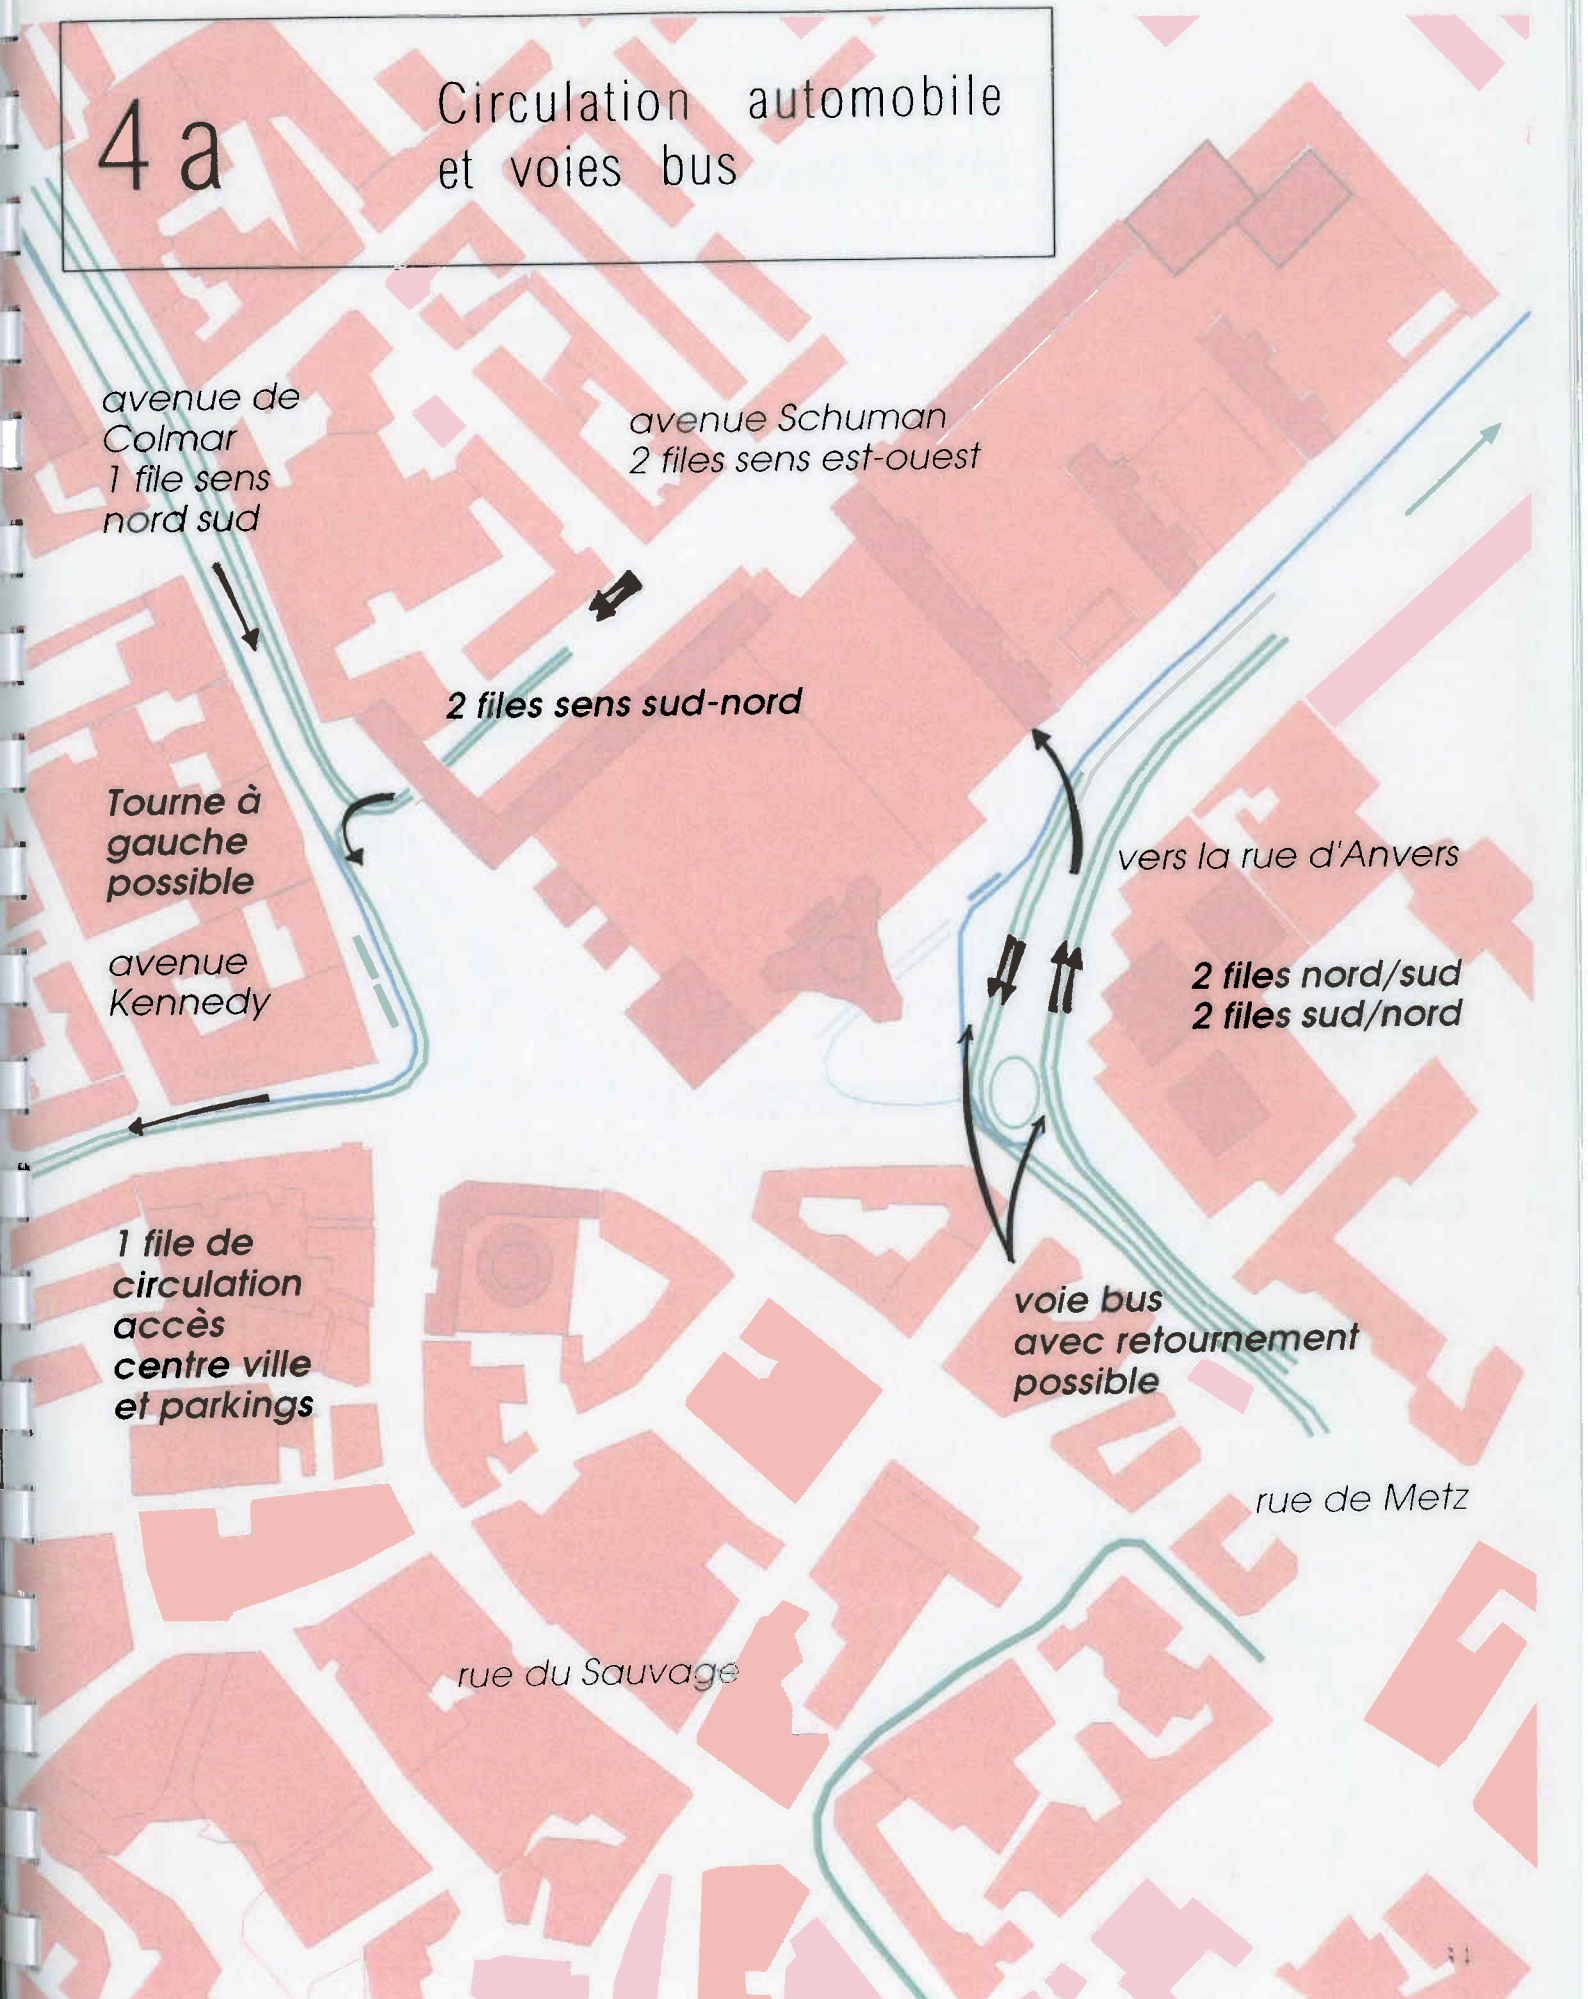 4 a
Circulation automobile
et voies bus
avenue de
Colmar
1 file sens
nord sud
avenue Schuman
2 files sens est-ouest
2 files sens sud-nord
Tourne à
gauche
possible
vers la rue d'Anvers
avenue
Kennedy
2 files nord/sud
2 files sud/nord
1 file de
circulation
accès
centre ville
et parkings
voie bus
avec retournement
possible
rue de Metz
rue du Sauvage